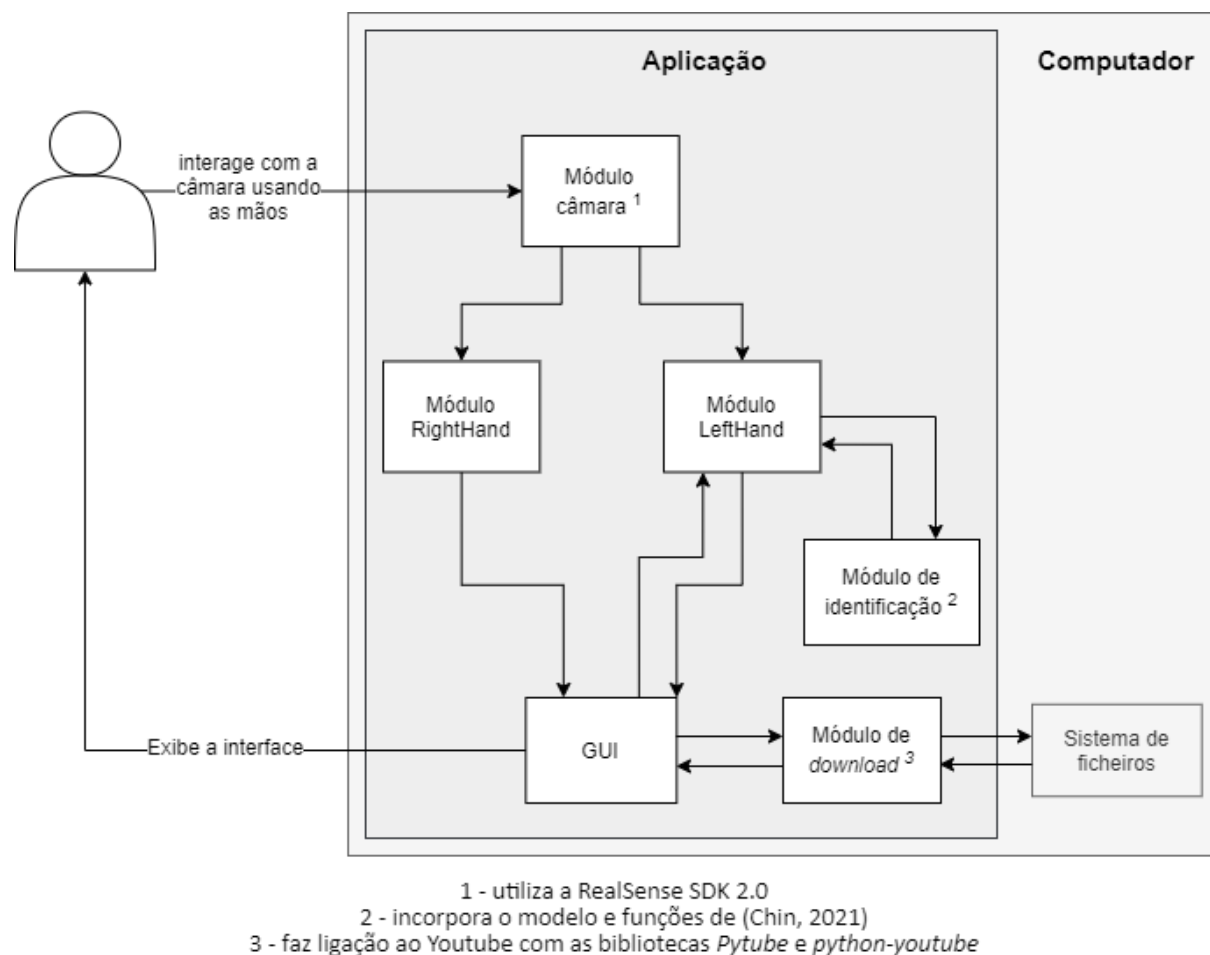 Aplicação
Computador
interage com a
câmara usando
as mãos
Módulo
câmara ¹
Módulo
RightHand
Módulo
LeftHand
Módulo de
identificação ²
Exibe a interface
GUI
Módulo de
download ³
Sistema de
ficheiros
1 - utiliza a RealSense SDK 2.0
2 - incorpora o modelo e funções de (Chin, 2021)
3 - faz ligação ao Youtube com as bibliotecas Pytube e python-youtube